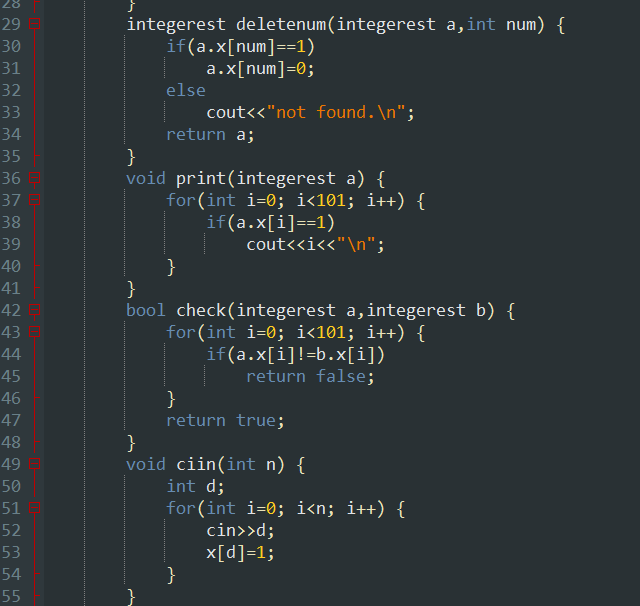 28 }
29 integerest deletenum(integerest a,int num) {
30 if(a.x[num]==1)
31 a.x[num]=0;
32 else
33 cout<<"not found.\n";
34 return a;
35 }
36 void print(integerest a) {
37 for(int i=0; i<101; i++) {
38 if(a.x[i]==1)
39 cout<<i<<"\n";
40 }
41 }
42 bool check(integerest a,integerest b) {
43 for(int i=0; i<101; i++) {
44 if(a.x[i]!=b.x[i])
45 return false;
46 }
47 return true;
48 }
49 void ciin(int n) {
50 int d;
51 for(int i=0; i<n; i++) {
52 cin>>d;
53 x[d]=1;
54 }
55 }